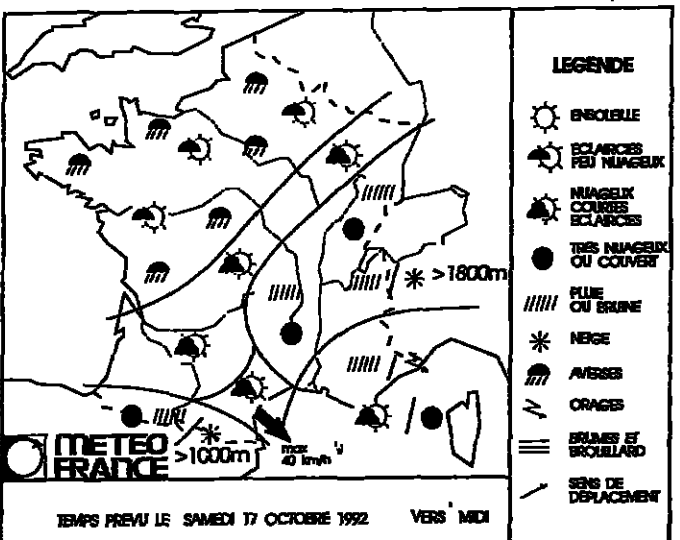 LEGENDE
ENSOLEILLE
ECLAIRCIES
PEU NUAGEUX
NUAGEUX
COURTES
ECLAIRCIES
TRES NUAGEUX
OU COUVERT
PLUIE
OU BRUINE
NEIGE
AVERSES
ORAGES
BRUMES ET
BROUILLARD
SENS DE
DEPLACEMENT
>1800m
>1000m
max
40 km/h
METEO
FRANCE
TEMPS PREVU LE SAMEDI 17 OCTOBRE 1992 VERS MIDI